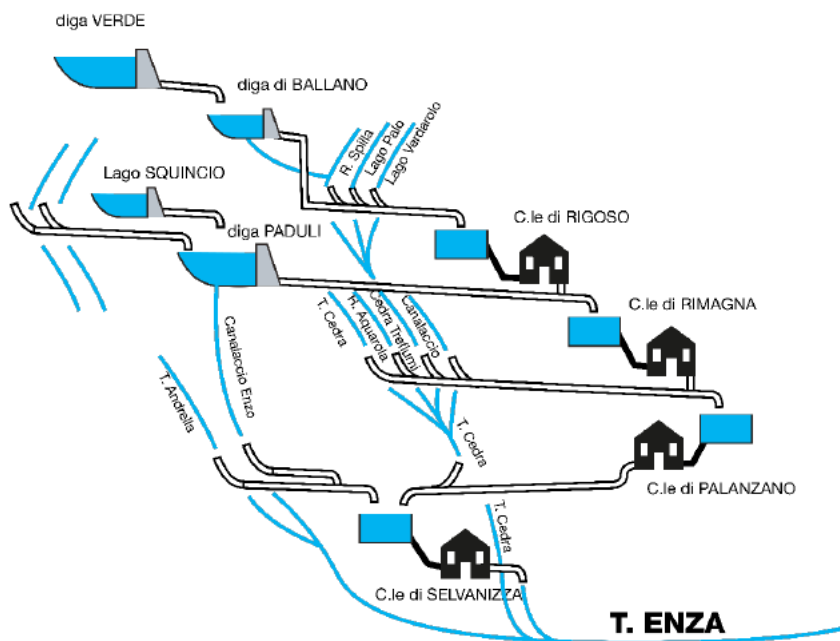 diga VERDE
diga di BALLANO
R. Spilla
Lago Palo
Lago Verdarolo
Lago SQUINCIO
C.le di RIGOSO
diga PADULI
C.le di RIMAGNA
T. Cedra
R. Aquarola
Cedra Trefiumi
Canalaccio
Canalaccio Enzo
T. Andrella
T. Cedra
C.le di PALANZANO
T. Cedra
C.le di SELVANIZZA
T. ENZA